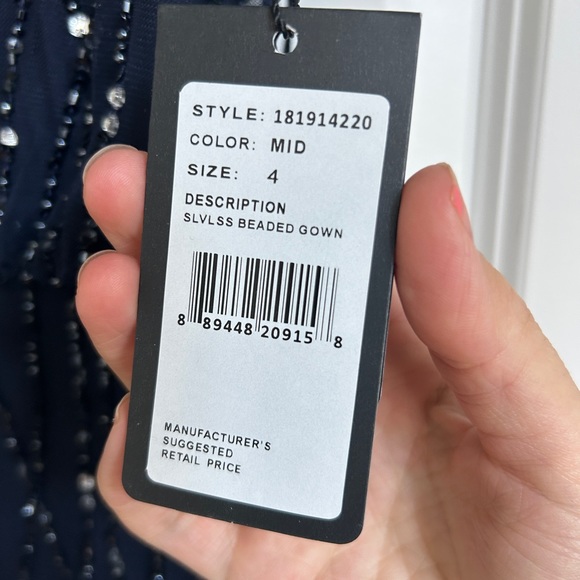 STYLE: 181914220
COLOR: MID
SIZE: 4
DESCRIPTION
SLVLSS BEADED GOWN
8 89448 20915 8
MANUFACTURER'S
SUGGESTED
RETAIL PRICE